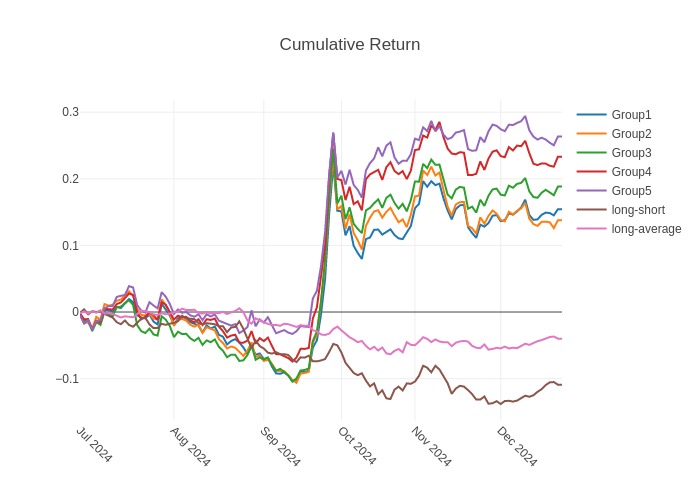 Cumulative Return
0.3
0.2
0.1
0
−0.1
Jul 2024
Aug 2024
Sep 2024
Oct 2024
Nov 2024
Dec 2024
Group1
Group2
Group3
Group4
Group5
long-short
long-average